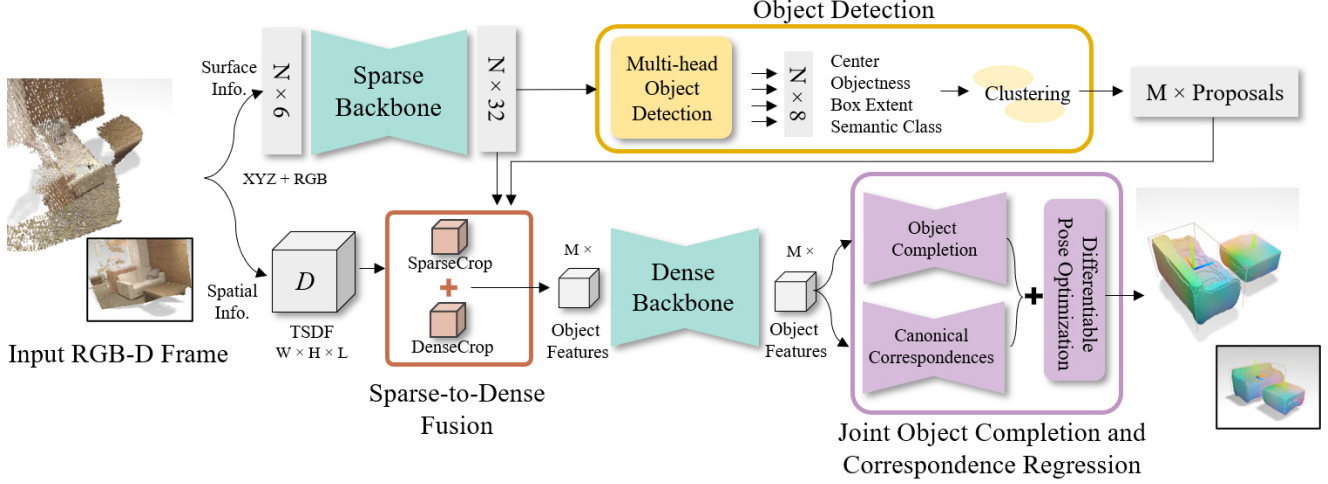 Object Detection
Surface
Info.
N × 6
Sparse
Backbone
N × 32
Multi-head
Object
Detection
N × 8
Center
Objectness
Box Extent
Semantic Class
Clustering
M × Proposals
XYZ + RGB
Spatial
Info.
Input RGB-D Frame
D
TSDF
W × H × L
SparseCrop
+
DenseCrop
Sparse-to-Dense
Fusion
M ×
Object
Features
Dense
Backbone
M ×
Object
Features
Object
Completion
Canonical
Correspondences
+
Differentiable
Pose Optimization
Joint Object Completion and
Correspondence Regression